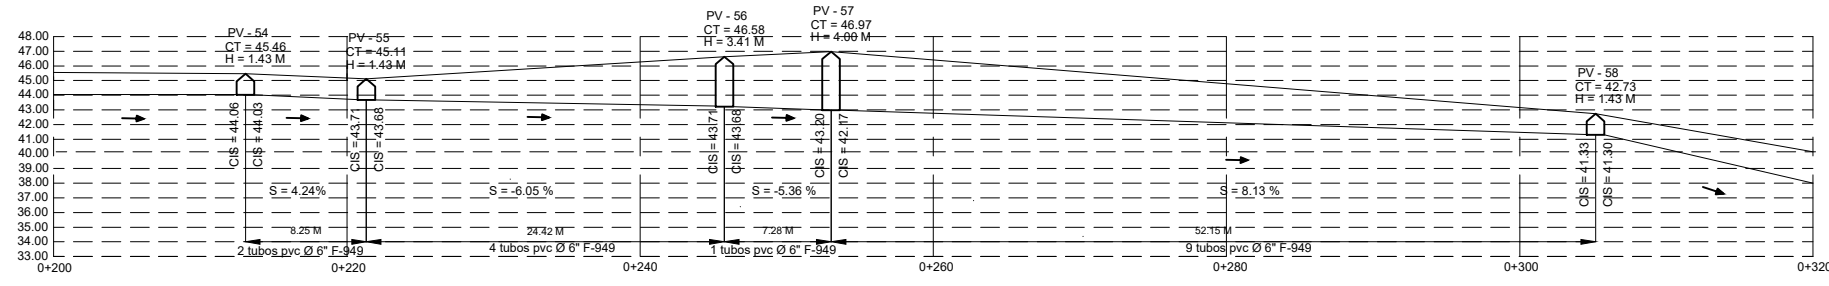 PV - 54
CT = 45.46
H = 1.43 M
PV - 55
CT = 45.11
H = 1.43 M
PV - 56
CT = 46.58
H = 3.41 M
PV - 57
CT = 46.97
H = 4.00 M
PV - 58
CT = 42.73
H = 1.43 M
48.00
47.00
46.00
45.00
44.00
43.00
42.00
41.00
40.00
39.00
38.00
37.00
36.00
35.00
34.00
33.00
CIS = 44.06
CIS = 44.03
CIS = 43.71
CIS = 43.68
CIS = 43.71
CIS = 43.68
CIS = 43.20
CIS = 42.17
CIS = 41.33
CIS = 41.30
S = 4.24%
S = -6.05 %
S = -5.36 %
S = 8.13 %
8.25 M
24.42 M
7.28 M
52.15 M
2 tubos pvc Ø 6" F-949
4 tubos pvc Ø 6" F-949
1 tubos pvc Ø 6" F-949
9 tubos pvc Ø 6" F-949
0+200
0+220
0+240
0+260
0+280
0+300
0+320